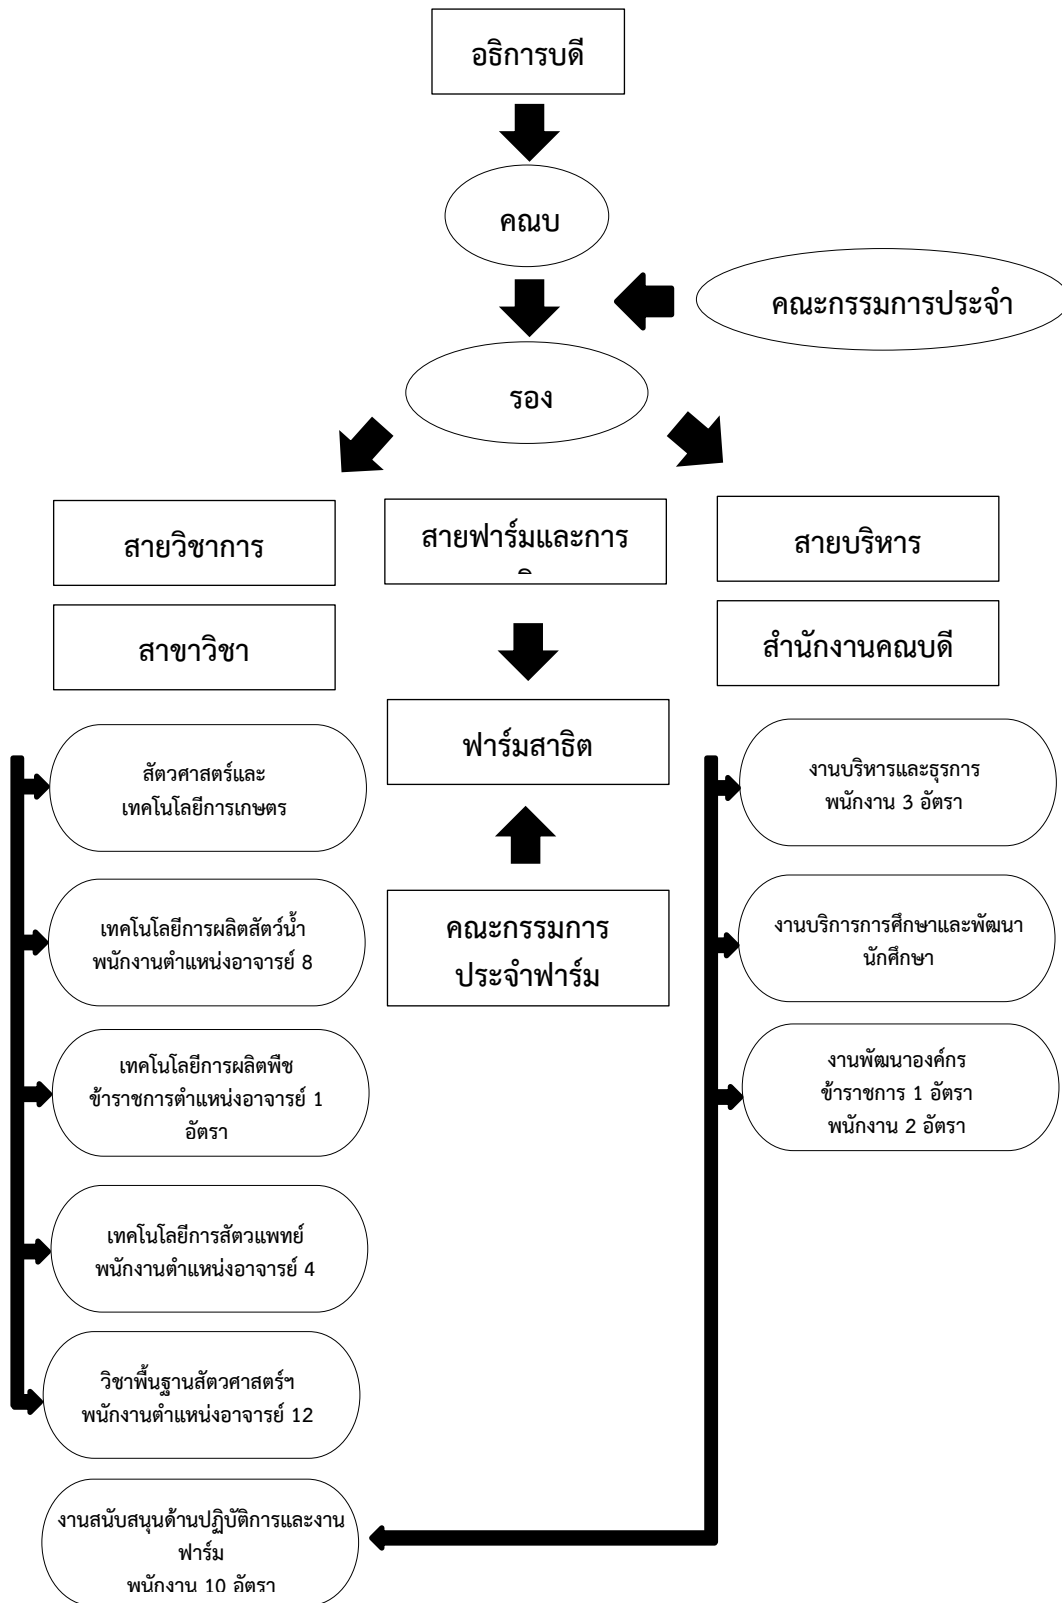 อธิการบดี
คณบ
คณะกรรมการประจำ
รอง
สายวิชาการ
สายฟาร์มและการ
สายบริหาร
สาขาวิชา
สำนักงานคณบดี
ฟาร์มสาธิต
คณะกรรมการ
ประจำฟาร์ม
สัตวศาสตร์และ
เทคโนโลยีการเกษตร
เทคโนโลยีการผลิตสัตว์น้ำ
พนักงานตำแหน่งอาจารย์ 8
เทคโนโลยีการผลิตพืช
ข้าราชการตำแหน่งอาจารย์ 1
อัตรา
เทคโนโลยีการสัตวแพทย์
พนักงานตำแหน่งอาจารย์ 4
วิชาพื้นฐานสัตวศาสตร์ฯ
พนักงานตำแหน่งอาจารย์ 12
งานสนับสนุนด้านปฏิบัติการและงาน
ฟาร์ม
พนักงาน 10 อัตรา
งานบริหารและธุรการ
พนักงาน 3 อัตรา
งานบริการการศึกษาและพัฒนา
นักศึกษา
งานพัฒนาองค์กร
ข้าราชการ 1 อัตรา
พนักงาน 2 อัตรา